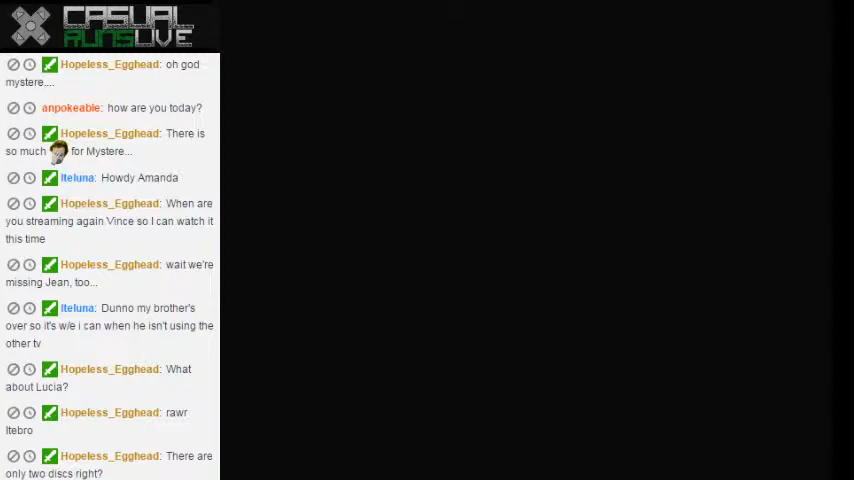 CASUAL
RUNSLIVE
Hopeless_Egghead: oh god
mystere....
anpokeable: how are you today?
Hopeless_Egghead: There is
so much for Mystere...
Iteluna: Howdy Amanda
Hopeless_Egghead: When are
you streaming again Vince so I can watch it
this time
Hopeless_Egghead: wait we're
missing Jean, too...
Iteluna: Dunno my brother's
over so it's w/e i can when he isn't using the
other tv
Hopeless_Egghead: What
about Lucia?
Hopeless_Egghead: rawr
Itebro
Hopeless_Egghead: There are
only two discs right?